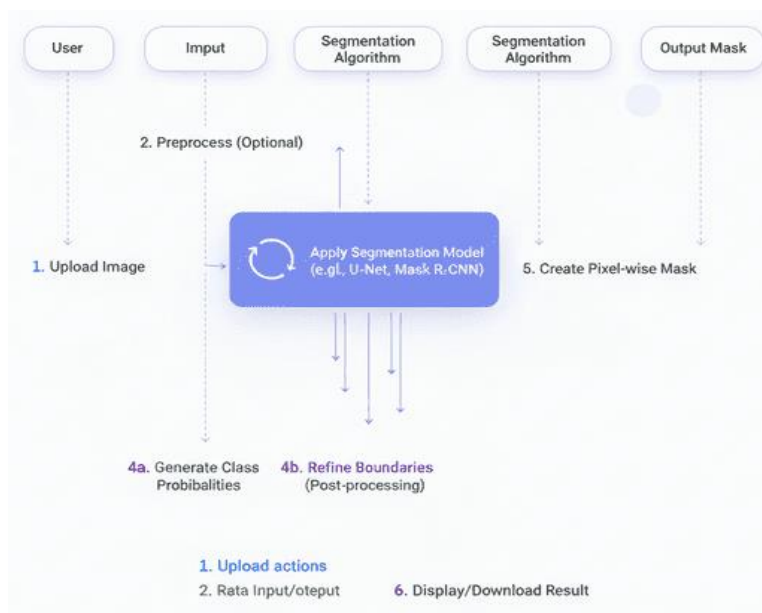 User
Imput
Segmentation
Algorithm
Segmentation
Algorithm
Output Mask
2. Preprocess (Optional)
Apply Segmentation Model
(e.gl., U-Net, Mask R-CNN)
1. Upload Image
5. Create Pixel-wise Mask
4a. Generate Class
Probibalities
4b. Refine Boundaries
(Post-processing)
1. Upload actions
2. Rata Input/oteput
6. Display/Download Result